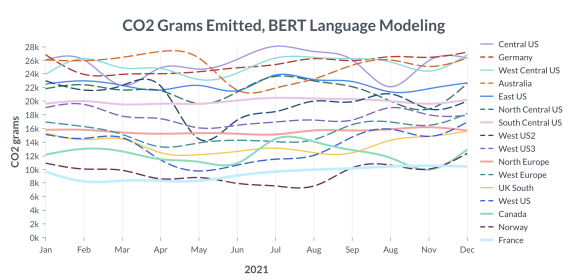 CO2 Grams Emitted, BERT Language Modeling
CO2 grams
28k
26k
24k
22k
20k
18k
16k
14k
12k
10k
8k
6k
4k
2k
0k
Jan Feb Mar Apr May Jun Jul Aug Sep Aug Nov Dec
2021
Central US
Germany
West Central US
Australia
East US
North Central US
South Central US
West US2
West US3
North Europe
West Europe
UK South
West US
Canada
Norway
France